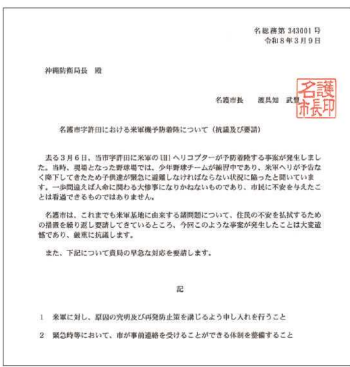 名総務第 343001 号
令和8年3月9日
沖縄防衛局長 殿
名護市長 渡具知 武豊
名護市長印
名護市字許田における米軍機予防着陸について（抗議及び要請）
去る3月6日、当市字許田に米軍のUH1ヘリコプターが予防着陸する事案が発生しまし
た。当時、現場となった野球場では、少年野球チームが練習中であり、米軍ヘリが予告な
く降下してきたため子供達が緊急に避難しなければならない状況に陥ったと聞いていま
す。一歩間違えば人命に関わる大惨事になりかねないものであり、市民に不安を与えたこ
とは看過できるものではありません。
名護市は、これまでも米軍基地に由来する諸問題について、住民の不安を払拭するため
の措置を繰り返し要請してきているところ、今回このような事案が発生したことは大変遺
憾であり、厳重に抗議します。
また、下記について貴局の早急な対応を要請します。
記
1 米軍に対し、原因の究明及び再発防止策を講じるよう申し入れを行うこと
2 緊急時等において、市が事前連絡を受けることができる体制を整備すること